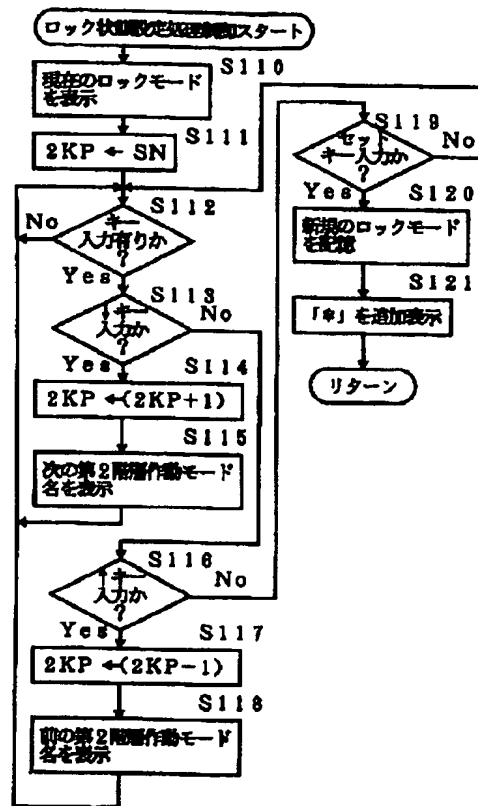 ロック状態設定処理制御スタート
S110
現在のロックモード
を表示
S111
2KP ← SN
S112
キー
入力有りか
?
No
Yes
S113
↓キー
入力か
?
No
Yes
S114
2KP ←(2KP+1)
S115
次の第2階層作動モード
名を表示
S116
↑キー
入力か
?
No
Yes
S117
2KP ←(2KP-1)
S118
前の第2階層作動モード
名を表示
S119
セット
キー入力か
?
No
Yes
S120
新規のロックモード
を記憶
S121
「*」を追加表示
リターン